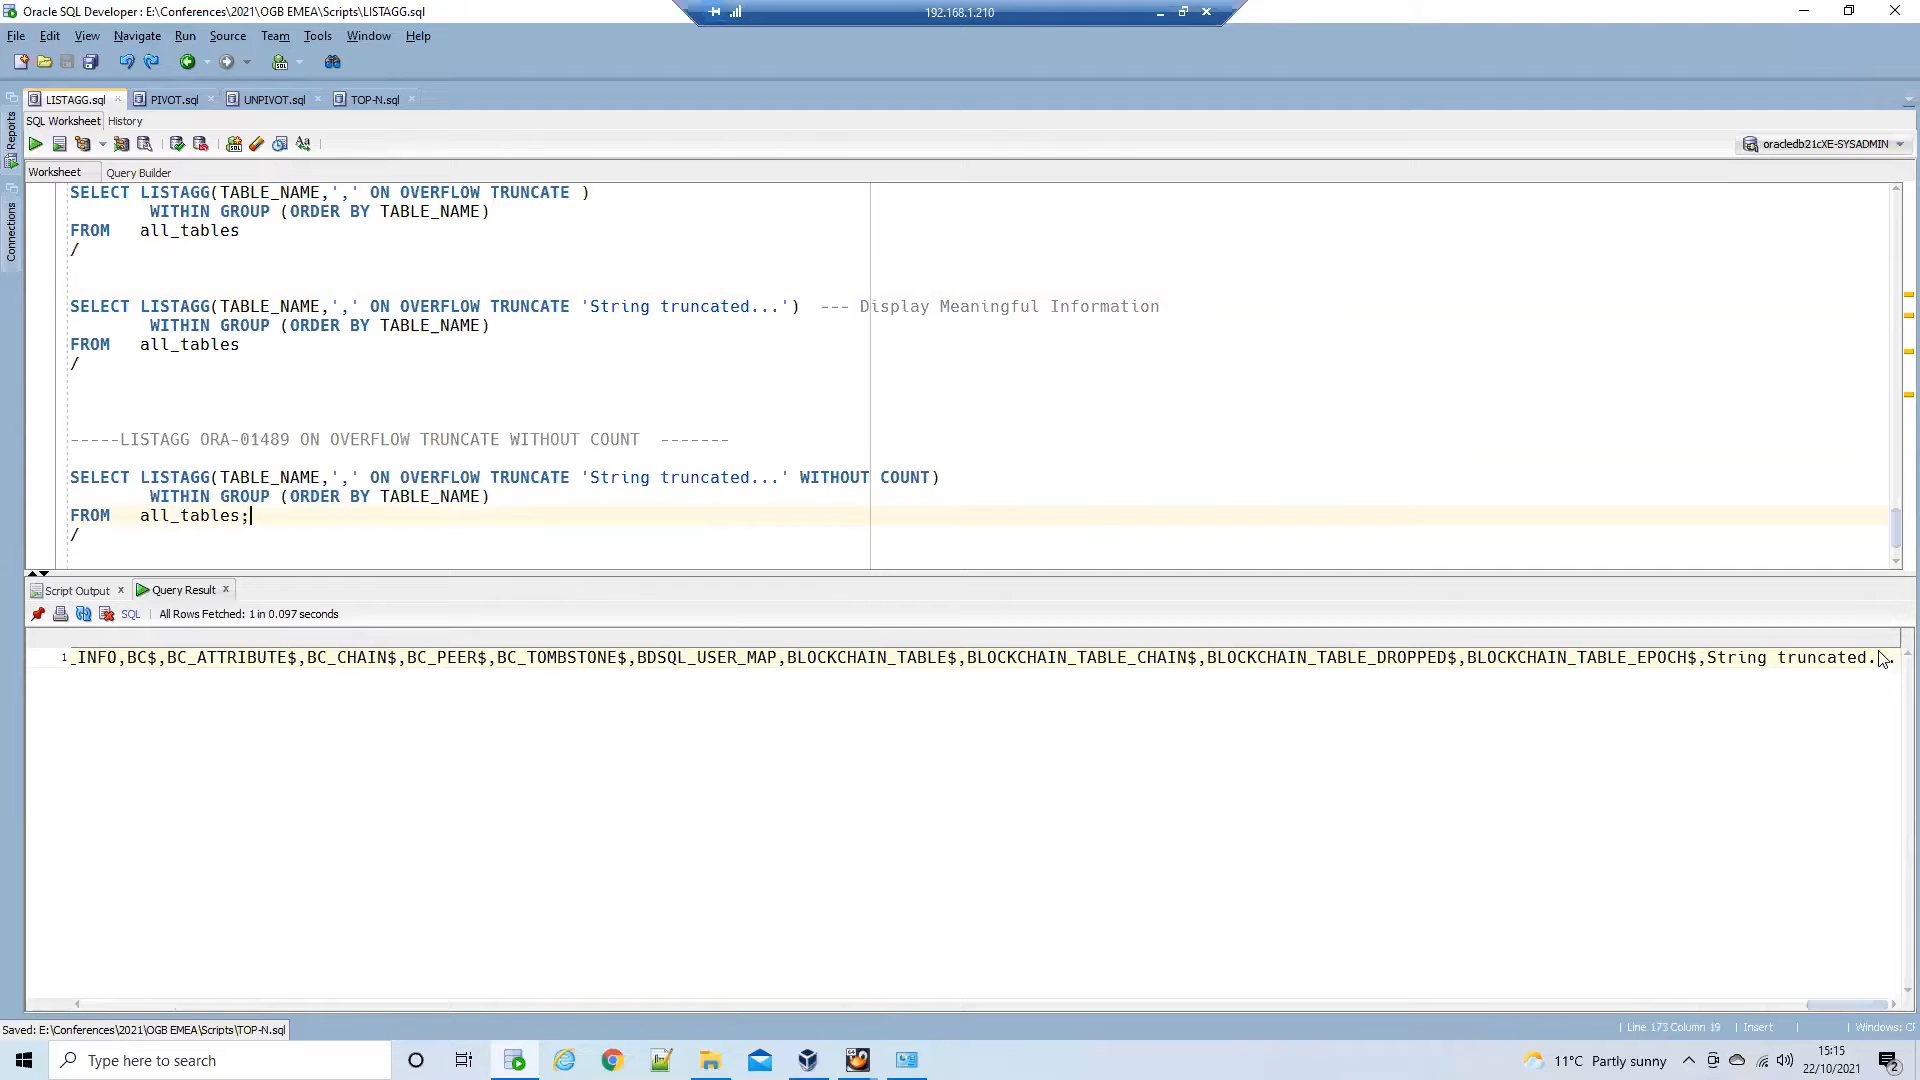 Oracle SQL Developer : E:\Conferences\2021\OGB EMEA\Scripts\LISTAGG.sql
192.168.1.210
File Edit View Navigate Run Source Team Tools Window Help
LISTAGG.sql PIVOT.sql UNPIVOT.sql TOP-N.sql
SQL Worksheet History
oracledb21cXE-SYSADMIN
Worksheet Query Builder
Reports
Connections
SELECT LISTAGG(TABLE_NAME,',' ON OVERFLOW TRUNCATE )
WITHIN GROUP (ORDER BY TABLE_NAME)
FROM all_tables
/
SELECT LISTAGG(TABLE_NAME,',' ON OVERFLOW TRUNCATE 'String truncated...') --- Display Meaningful Information
WITHIN GROUP (ORDER BY TABLE_NAME)
FROM all_tables
/
-----LISTAGG ORA-01489 ON OVERFLOW TRUNCATE WITHOUT COUNT -------
SELECT LISTAGG(TABLE_NAME,',' ON OVERFLOW TRUNCATE 'String truncated...' WITHOUT COUNT)
WITHIN GROUP (ORDER BY TABLE_NAME)
FROM all_tables;
/
Script Output Query Result
SQL All Rows Fetched: 1 in 0.097 seconds
1 _INFO,BC$,BC_ATTRIBUTE$,BC_CHAIN$,BC_PEER$,BC_TOMBSTONE$,BDSQL_USER_MAP,BLOCKCHAIN_TABLE$,BLOCKCHAIN_TABLE_CHAIN$,BLOCKCHAIN_TABLE_DROPPED$,BLOCKCHAIN_TABLE_EPOCH$,String truncated...
Saved: E:\Conferences\2021\OGB EMEA\Scripts\TOP-N.sql
Line 173 Column 19 Insert Windows: CF
Type here to search
11°C Partly sunny
15:15
22/10/2021
2